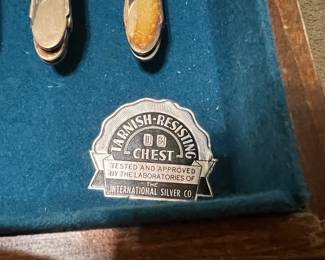 TARNISH-RESISTING
CHEST
TESTED AND APPROVED
BY THE LABORATORIES OF
THE
INTERNATIONAL SILVER CO.